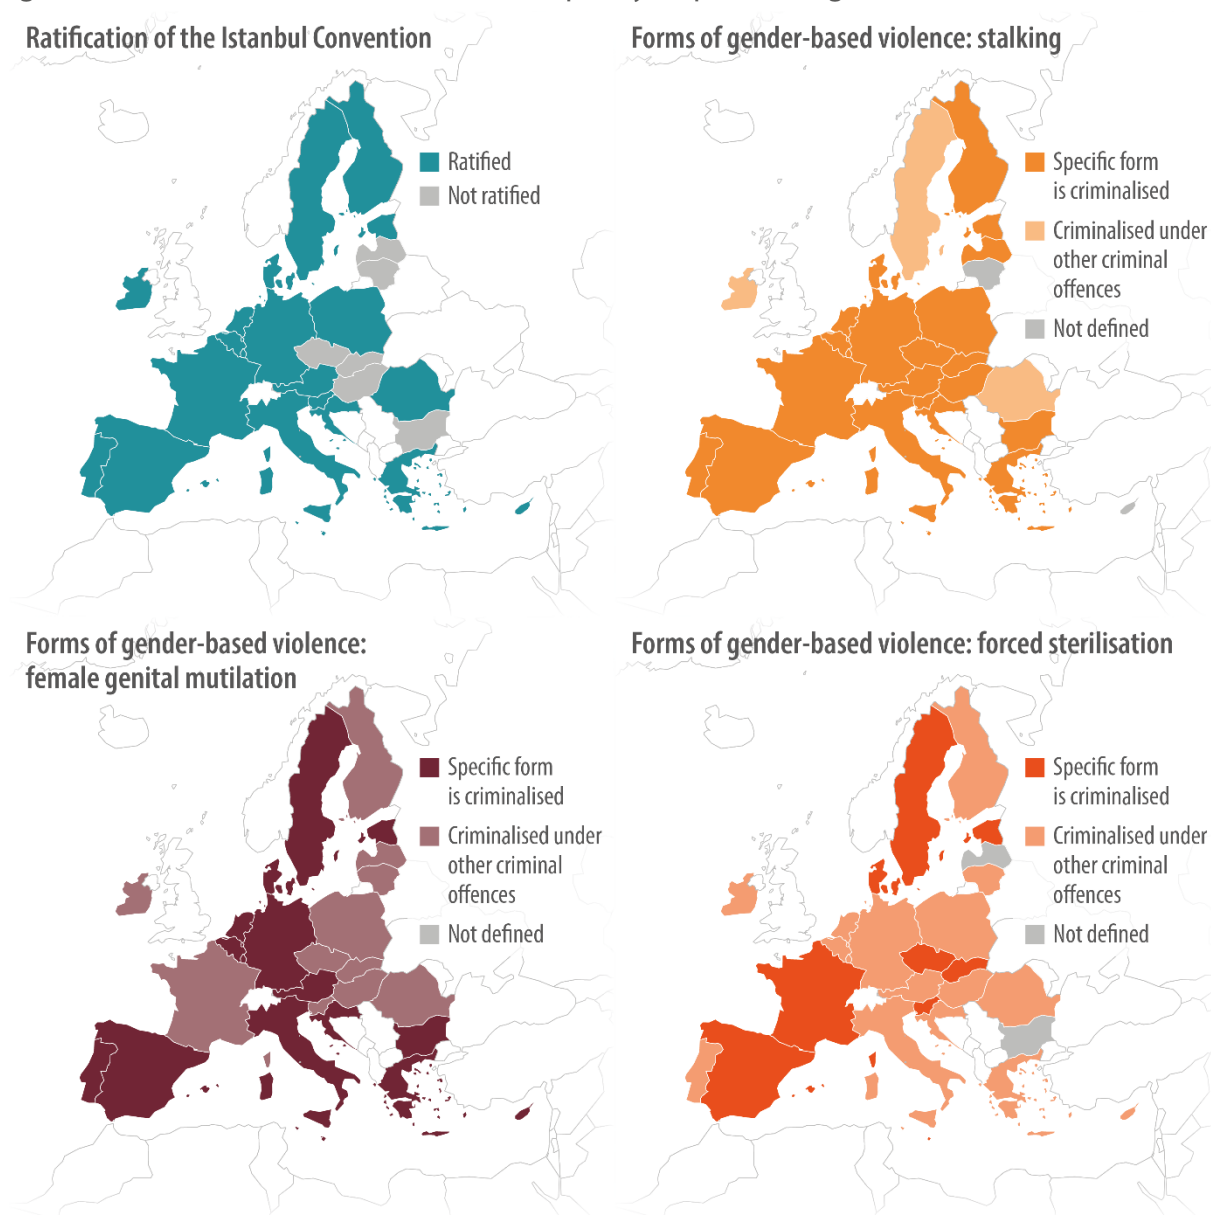 Ratification of the Istanbul Convention
Ratified
Not ratified
Forms of gender-based violence: stalking
Specific form
is criminalised
Criminalised under
other criminal
offences
Not defined
Forms of gender-based violence:
female genital mutilation
Specific form
is criminalised
Criminalised under
other criminal
offences
Not defined
Forms of gender-based violence: forced sterilisation
Specific form
is criminalised
Criminalised under
other criminal
offences
Not defined